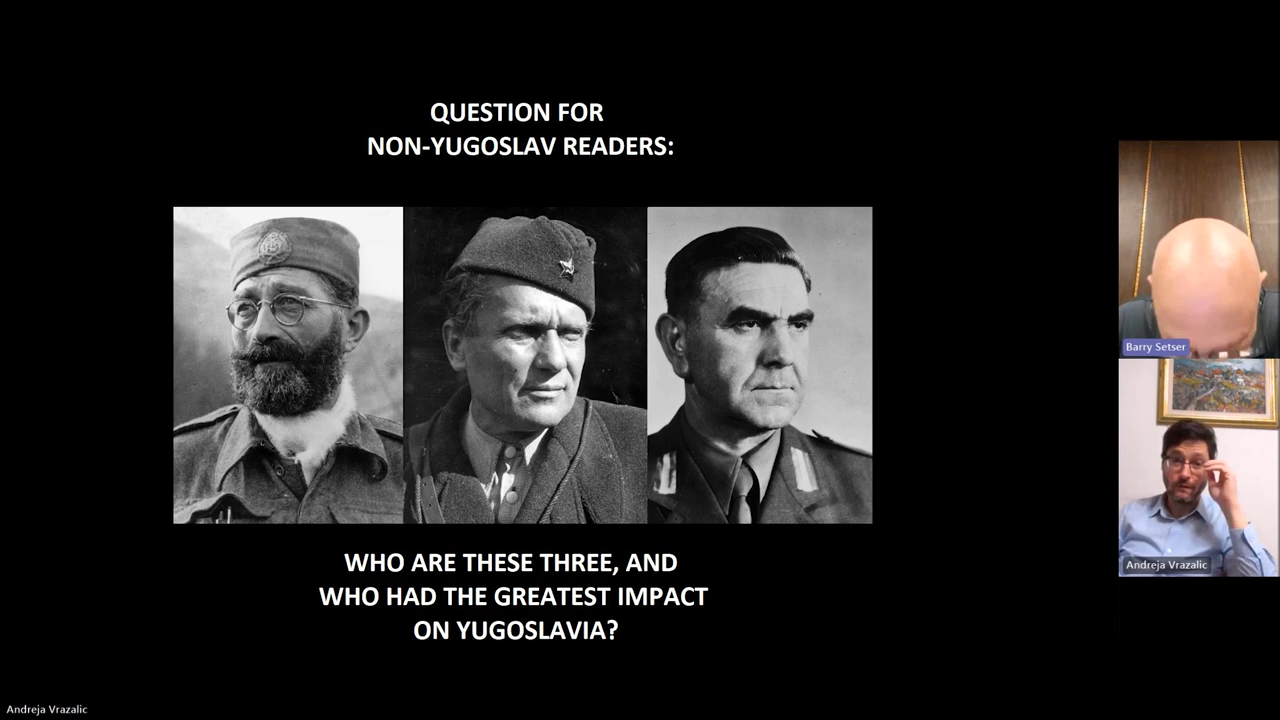 QUESTION FOR
NON-YUGOSLAV READERS:
WHO ARE THESE THREE, AND
WHO HAD THE GREATEST IMPACT
ON YUGOSLAVIA?
Barry Setser
Andreja Vrazalic
Andreja Vrazalic